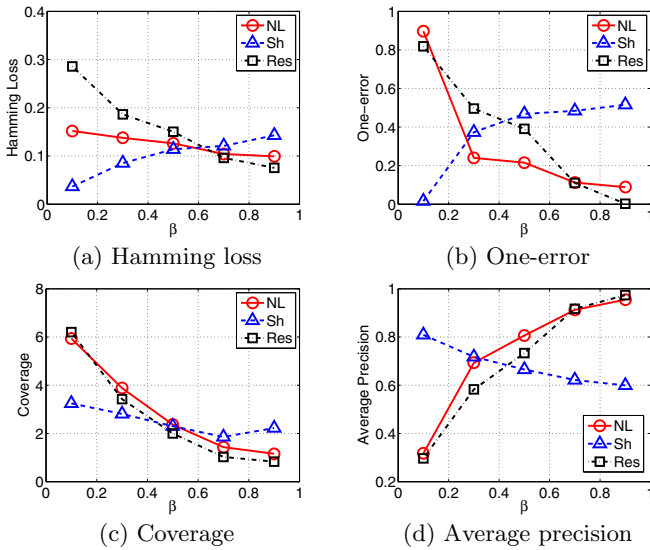 0.4
0.3
0.2
0.1
0
Hamming Loss
NL
Sh
Res
0 0.2 0.4 0.6 0.8 1
β
(a) Hamming loss
1
0.8
0.6
0.4
0.2
0
One-error
NL
Sh
Res
0 0.2 0.4 0.6 0.8 1
β
(b) One-error
8
6
4
2
0
Coverage
NL
Sh
Res
0 0.2 0.4 0.6 0.8 1
β
(c) Coverage
1
0.8
0.6
0.4
0.2
Average Precision
NL
Sh
Res
0 0.2 0.4 0.6 0.8 1
β
(d) Average precision